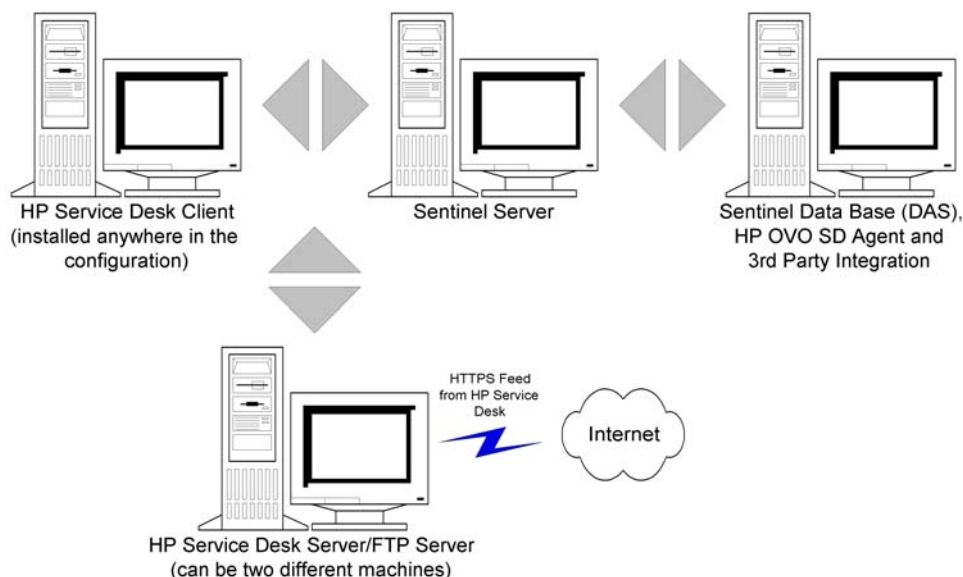 HP Service Desk Client
(installed anywhere in the
configuration)
Sentinel Server
Sentinel Data Base (DAS),
HP OVO SD Agent and
3rd Party Integration
HTTPS Feed
from HP Service
Desk
Internet
HP Service Desk Server/FTP Server
(can be two different machines)